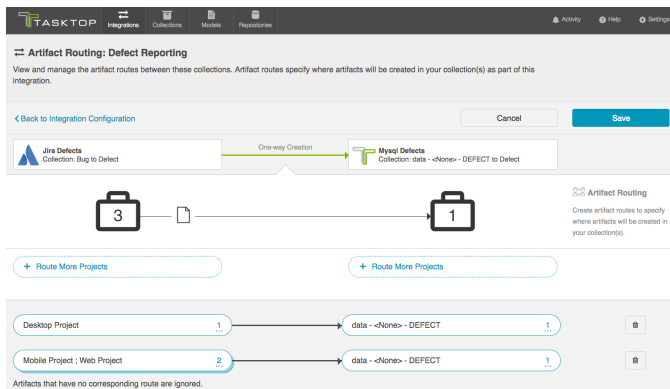 TASKTOP
Integrations
Collections
Models
Repositories
Activity
Help
Settings
Artifact Routing: Defect Reporting
View and manage the artifact routes between these collections. Artifact routes specify where artifacts will be created in your collection(s) as part of this
integration.
Back to Integration Configuration
Cancel
Save
Jira Defects
Collection: Bug to Defect
One-way Creation
Mysql Defects
Collection: data - <None> - DEFECT to Defect
3
1
Artifact Routing
Create artifact routes to specify
where artifacts will be created in
your collection(s).
+ Route More Projects
+ Route More Projects
Desktop Project 1
data - <None> - DEFECT 1
Mobile Project ; Web Project 2
data - <None> - DEFECT 1
Artifacts that have no corresponding route are ignored.